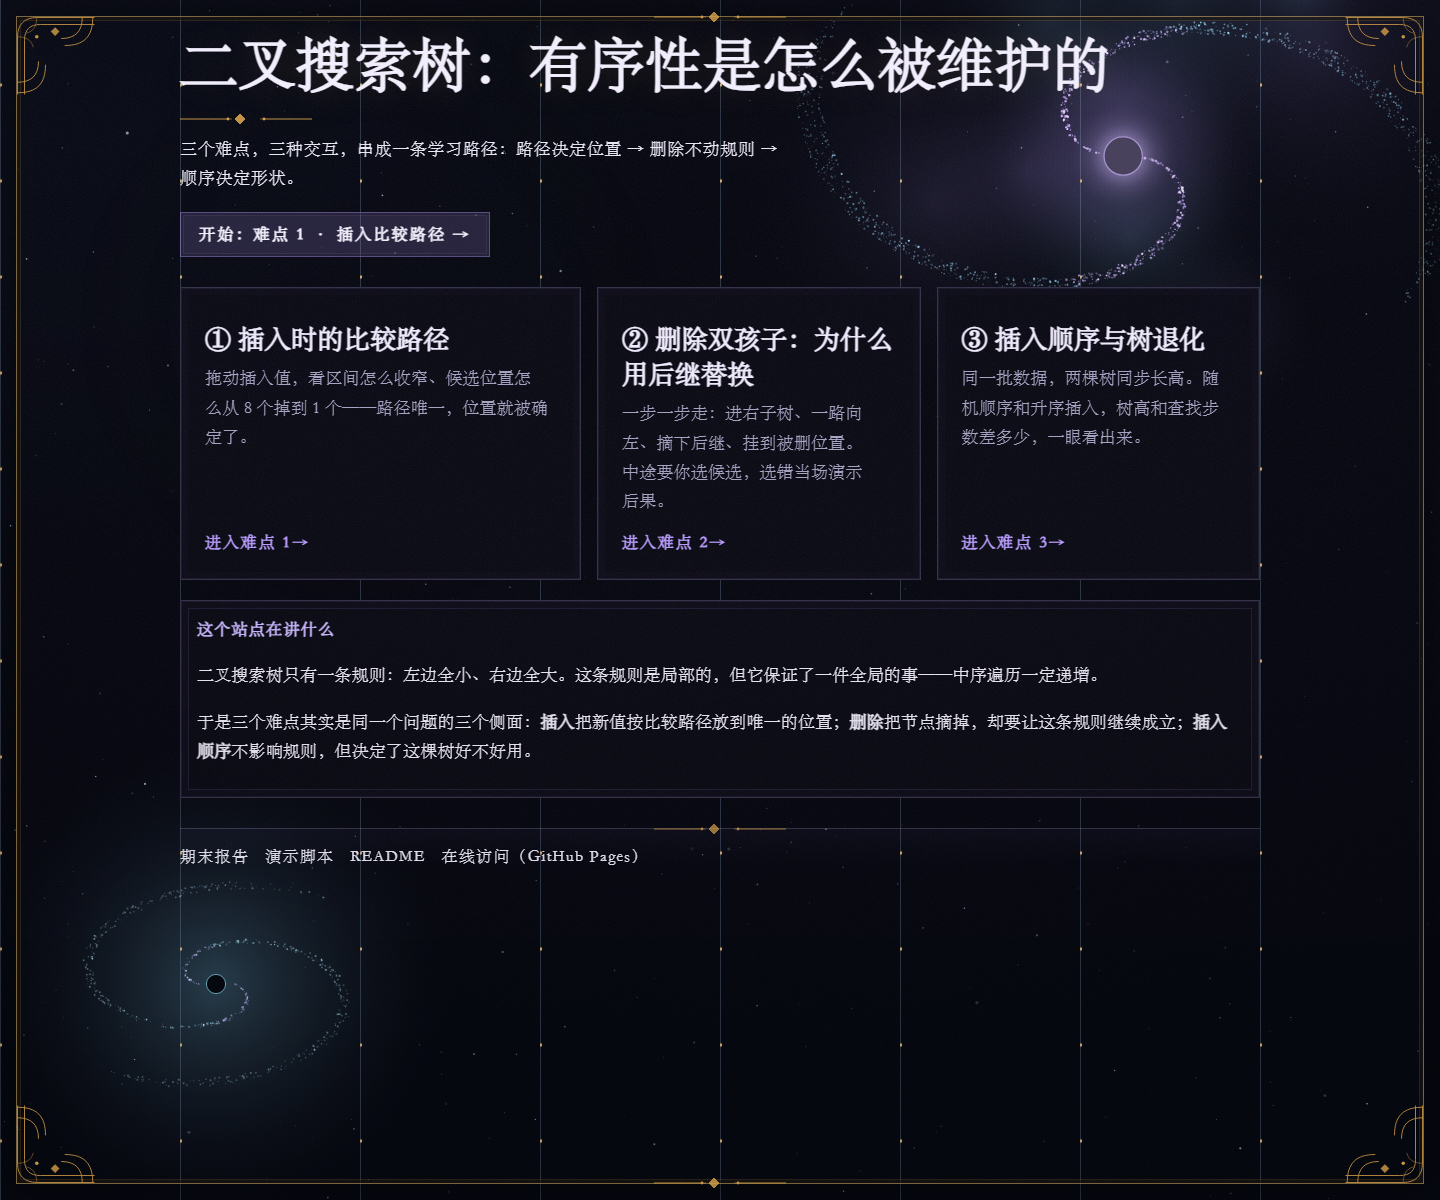 二叉搜索树：有序性是怎么被维护的
三个难点，三种交互，串成一条学习路径：路径决定位置 → 删除不动规则 →
顺序决定形状。
开始：难点 1 · 插入比较路径 →
① 插入时的比较路径
拖动插入值，看区间怎么收窄、候选位置怎
么从 8 个掉到 1 个——路径唯一，位置就被确
定了。
进入难点 1→
② 删除双孩子：为什么
用后继替换
一步一步走：进右子树、一路向
左、摘下后继、挂到被删位置。
中途要你选候选，选错当场演示
后果。
进入难点 2→
③ 插入顺序与树退化
同一批数据，两棵树同步长高。随
机顺序和升序插入，树高和查找步
数差多少，一眼看出来。
进入难点 3→
这个站点在讲什么
二叉搜索树只有一条规则：左边全小、右边全大。这条规则是局部的，但它保证了一件全局的事——中序遍历一定递增。
于是三个难点其实是同一个问题的三个侧面：插入把新值按比较路径放到唯一的位置；删除把节点摘掉，却要让这条规则继续成立；插入
顺序不影响规则，但决定了这棵树好不好用。
期末报告 演示脚本 README 在线访问（GitHub Pages）